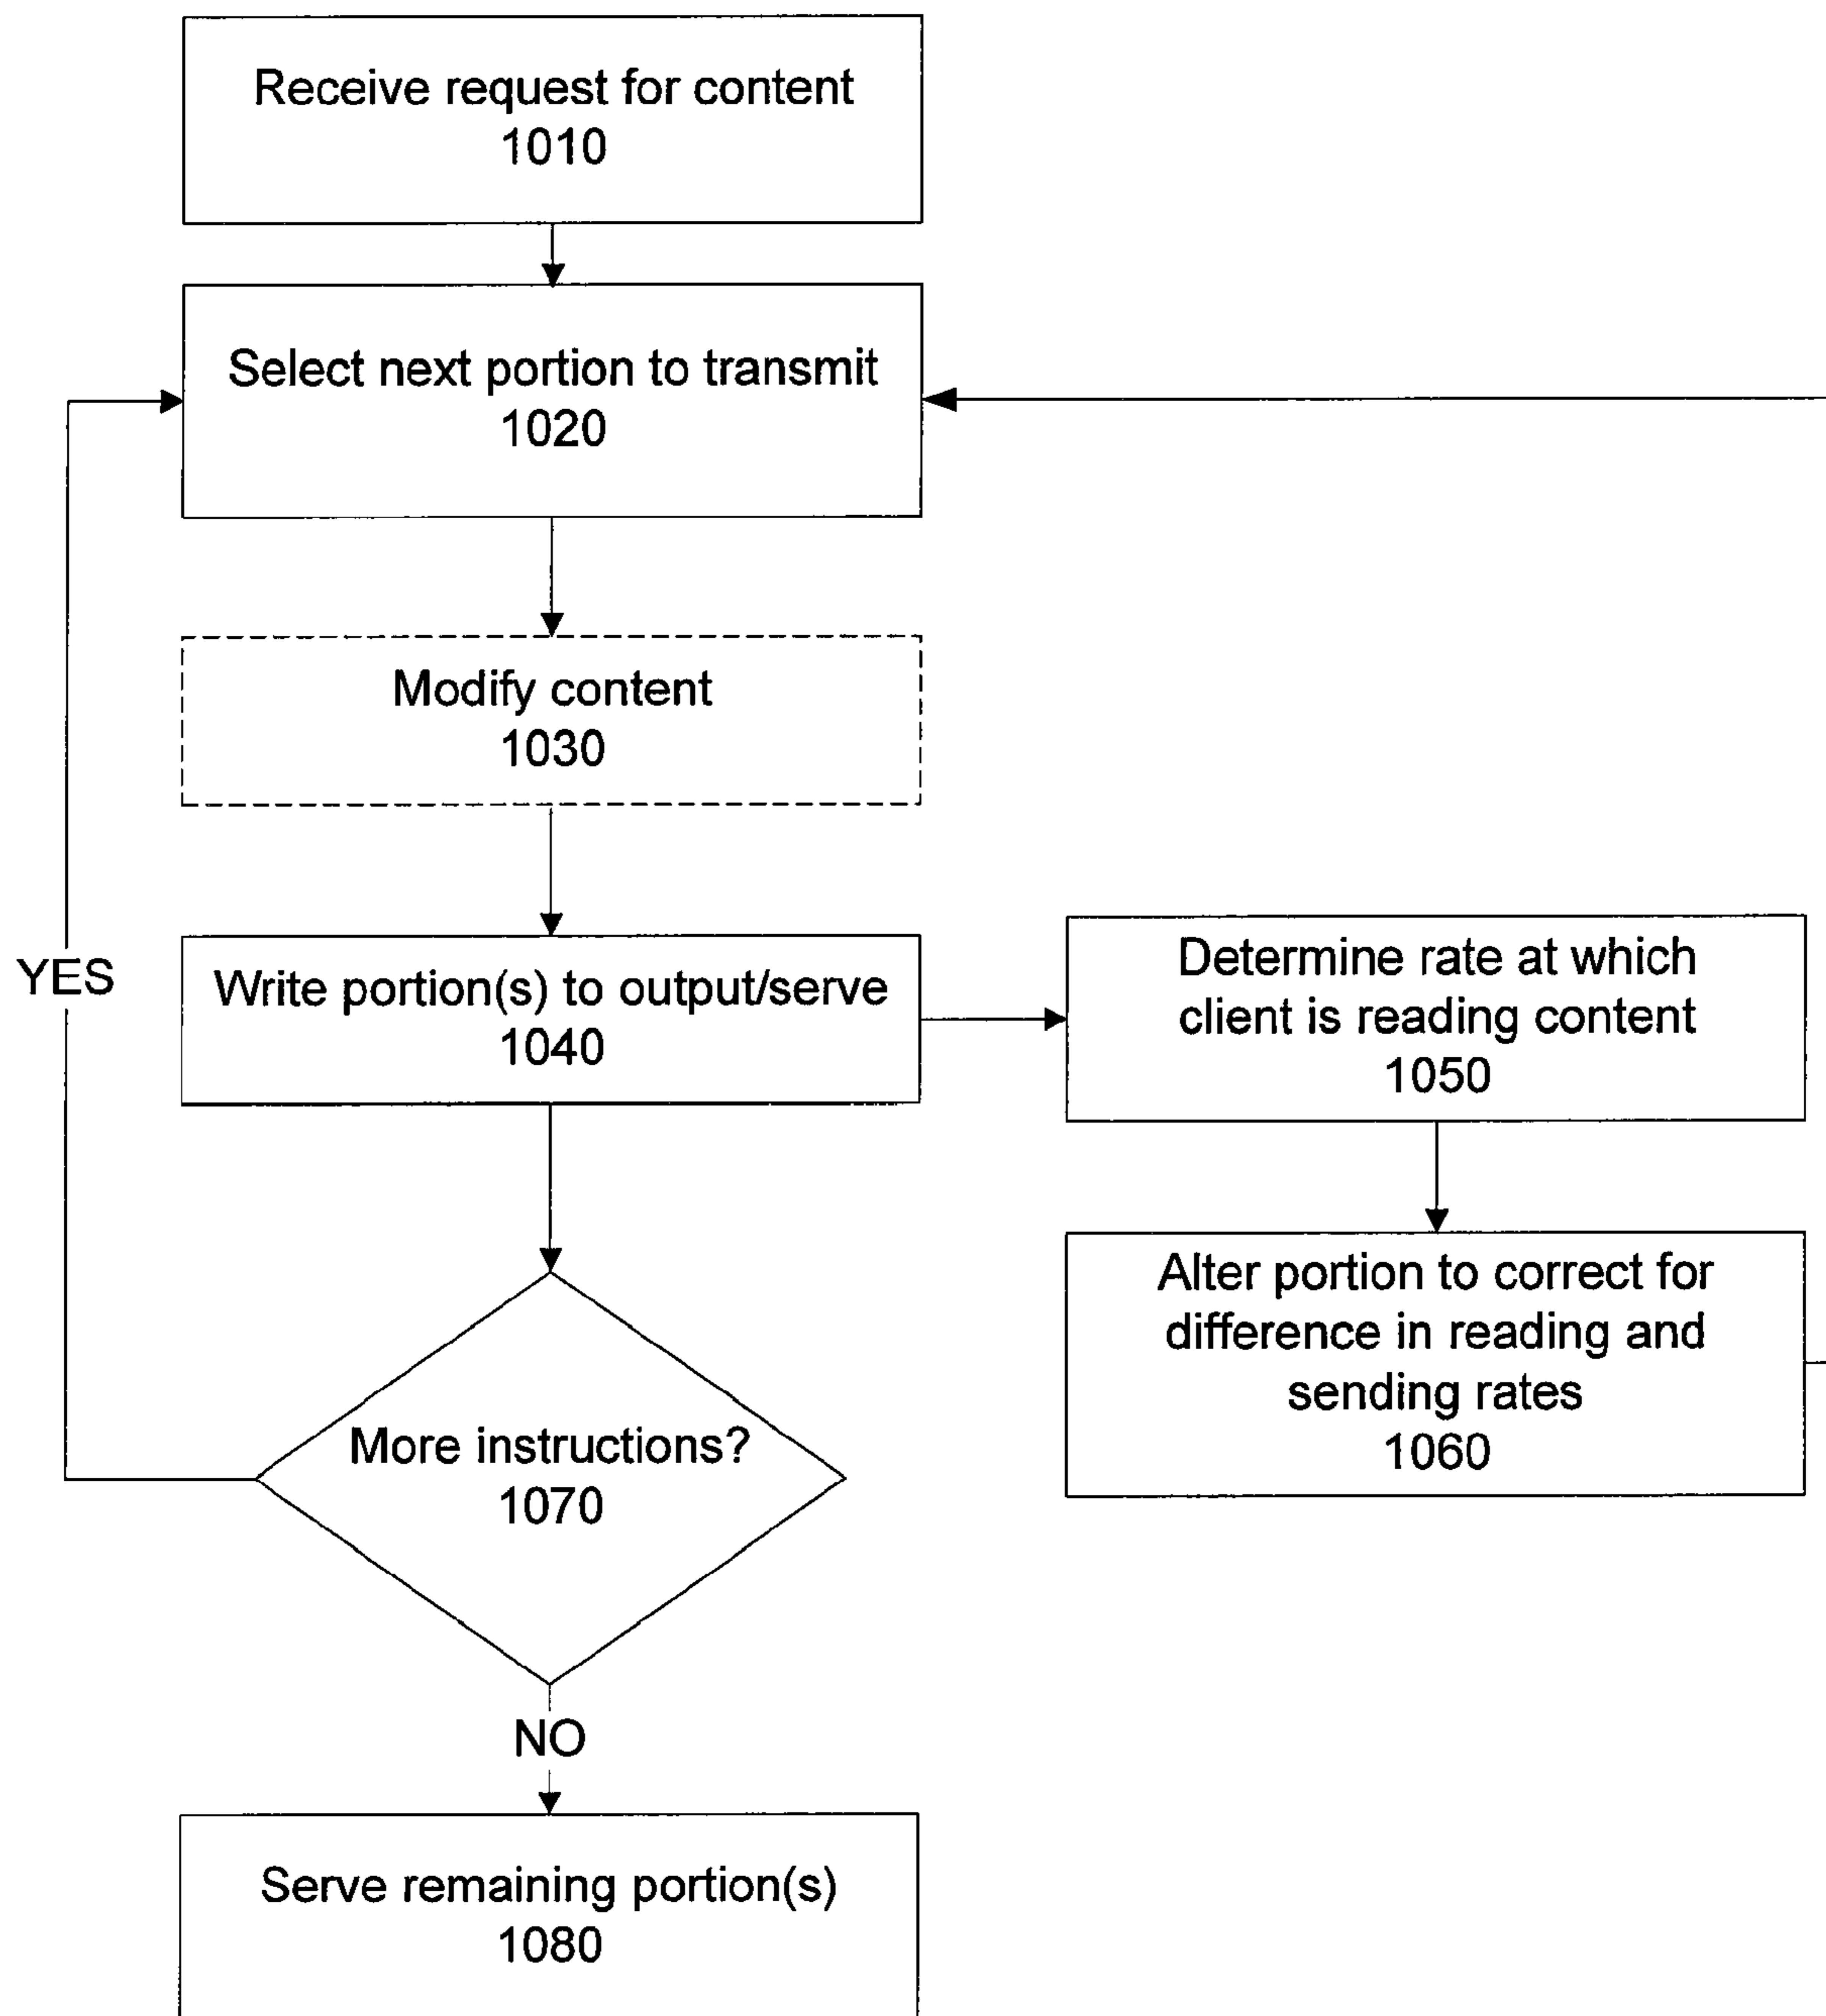 Receive request for content
1010
Select next portion to transmit
1020
Modify content
1030
YES
Write portion(s) to output/serve
1040
Determine rate at which
client is reading content
1050
Alter portion to correct for
difference in reading and
sending rates
1060
More instructions?
1070
NO
Serve remaining portion(s)
1080